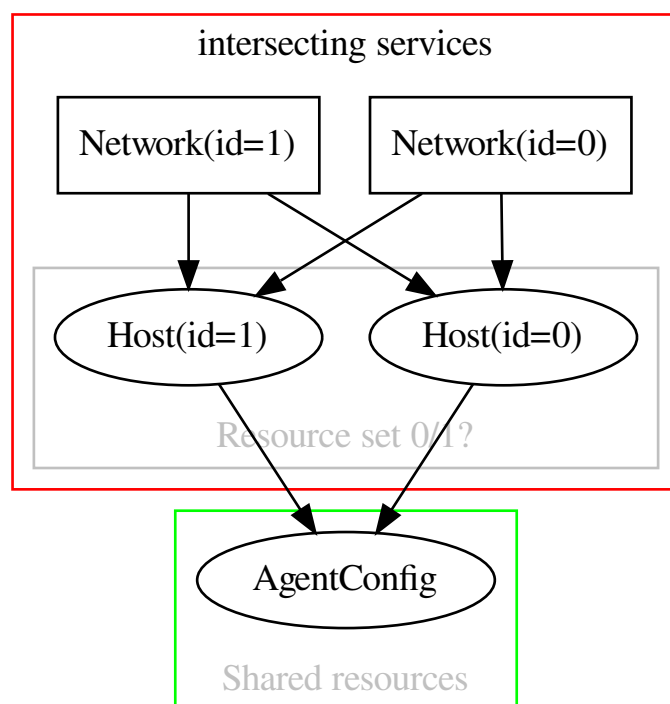 intersecting services
Network(id=1)
Network(id=0)
Host(id=1)
Host(id=0)
Resource set 0/1?
AgentConfig
Shared resources